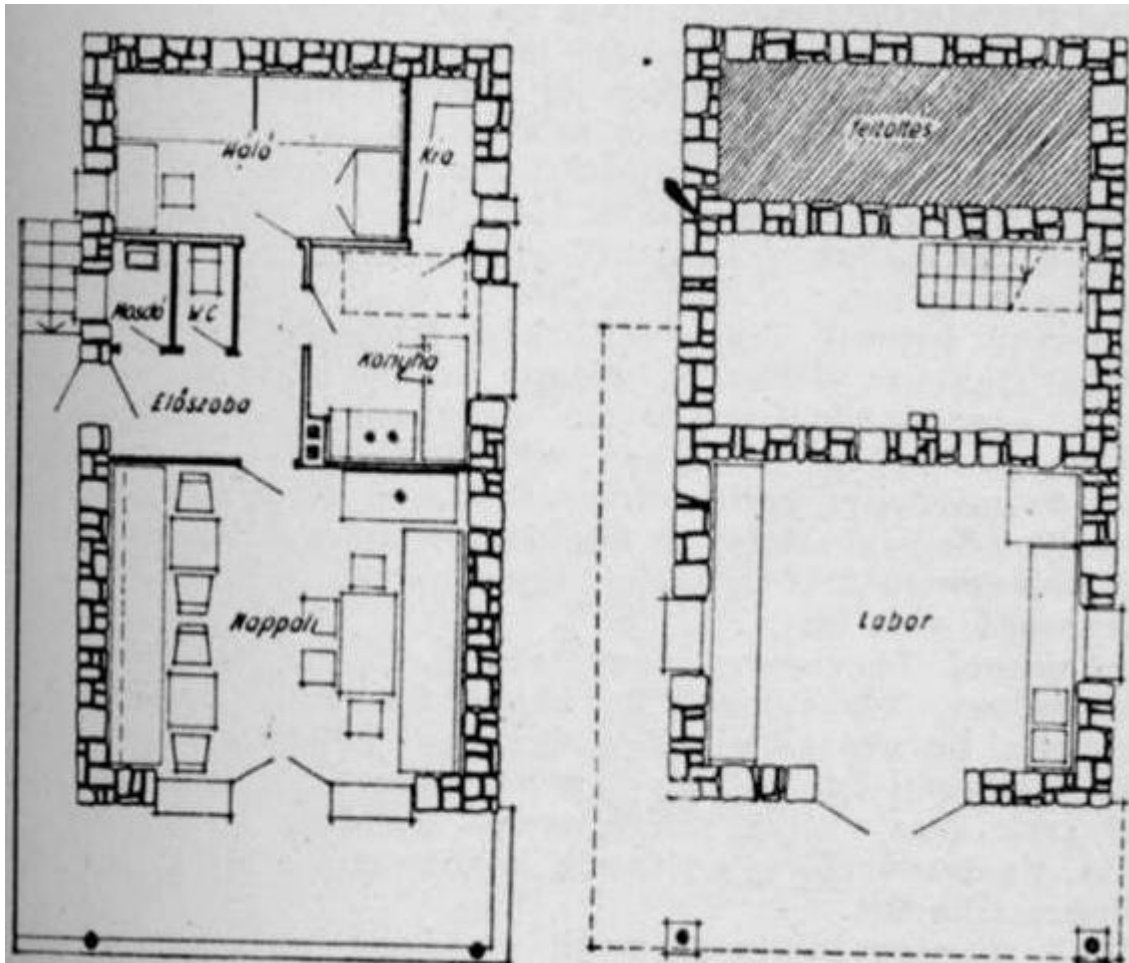 Háló
Kra.
Mosdó
WC
Konyha
Előszoba
Nappali
feltöltés
Labor